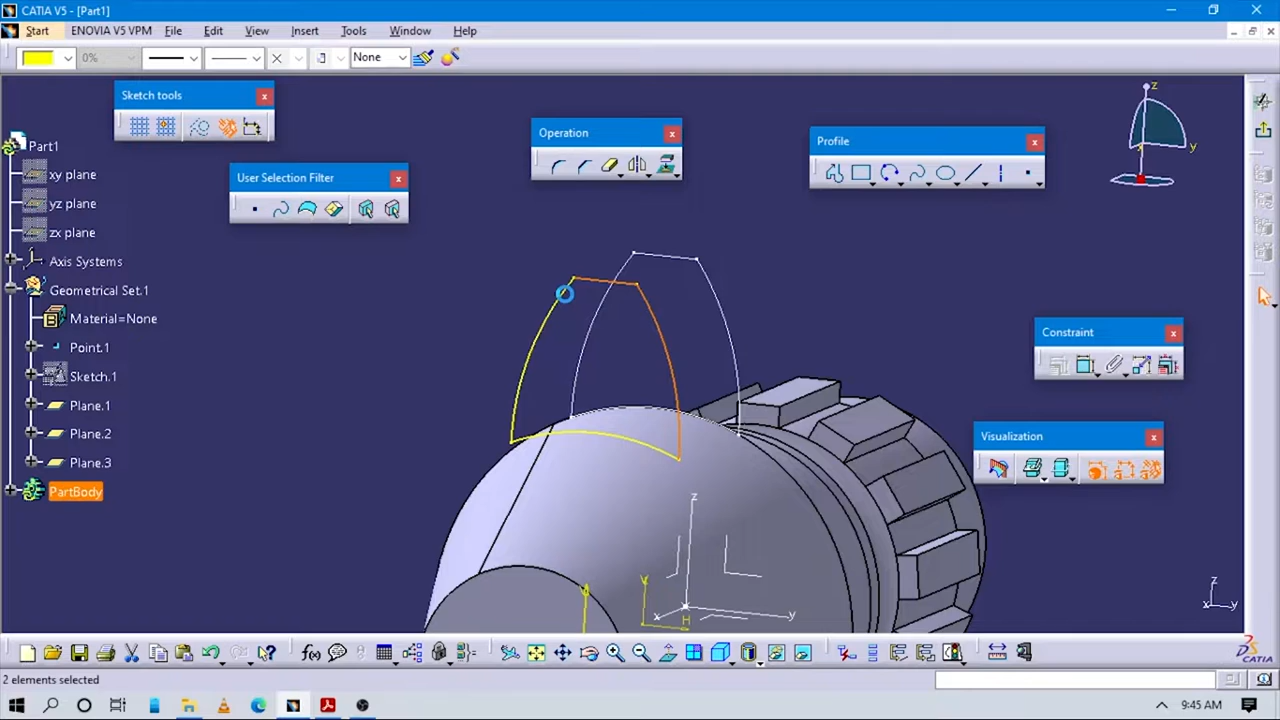 CATIA V5 - [Part1]
Start ENOVIA V5 VPM File Edit View Insert Tools Window Help
0% None
Sketch tools
Operation
Profile
User Selection Filter
z
x y
Part1
xy plane
yz plane
zx plane
Axis Systems
Geometrical Set.1
Material=None
Point.1
Sketch.1
Plane.1
Plane.2
Plane.3
PartBody
Constraint
Visualization
z
y
x
y
H
z
x y
f(x)
DS
CATIA
2 elements selected
9:45 AM